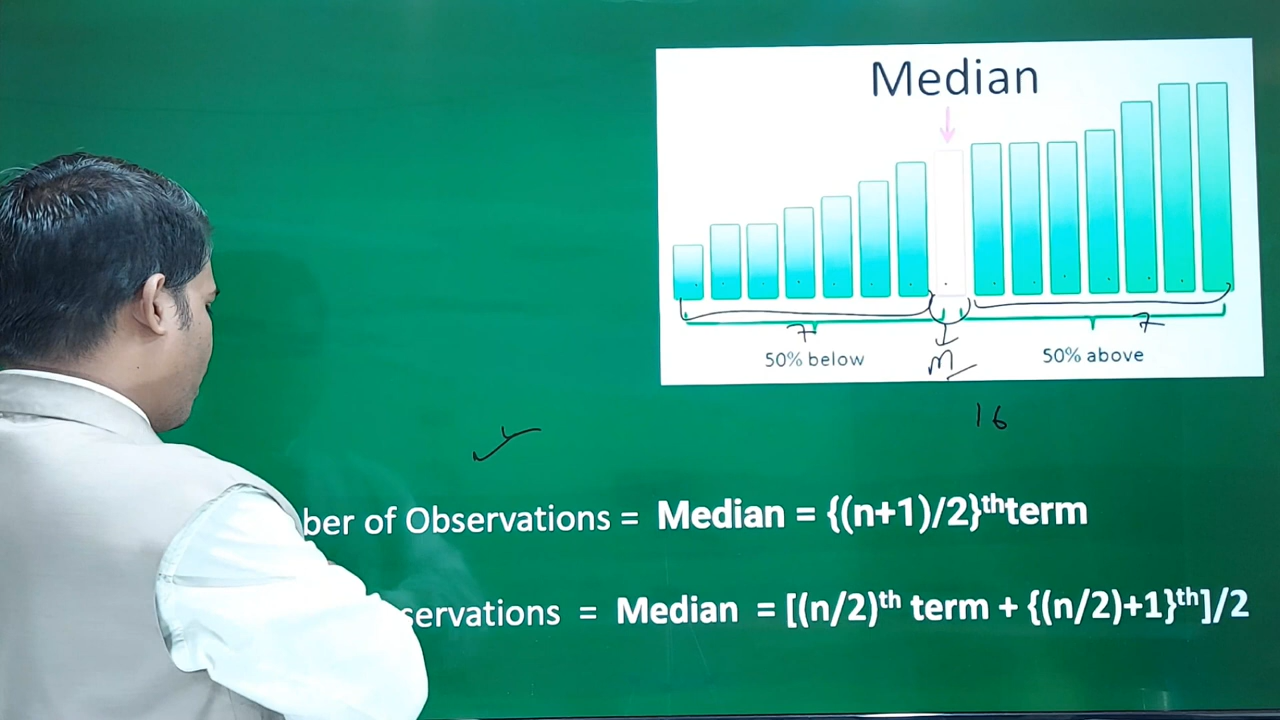 Median
7
7
50% below
M
50% above
16
ber of Observations = Median = {(n+1)/2}ᵗʰterm
servations = Median = [(n/2)ᵗʰ term + {(n/2)+1}ᵗʰ]/2